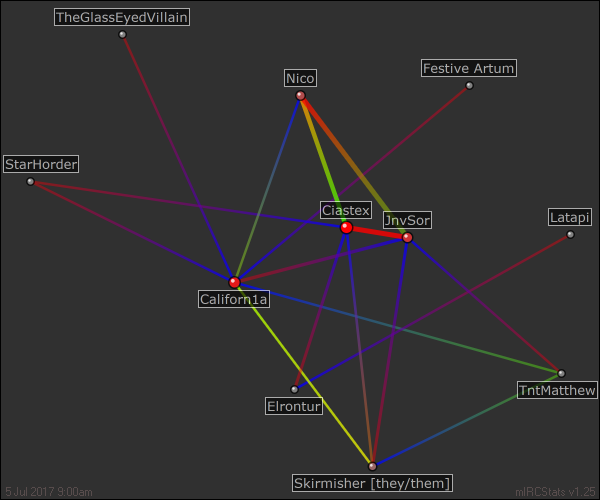 TheGlassEyedVillain
Nico
Festive Artum
StarHorder
Ciastex
JnvSor
Latapi
Californ1a
TntMatthew
Elrontur
Skirmisher [they/them]
5 Jul 2017 9:00am
mIRCStats v1.25